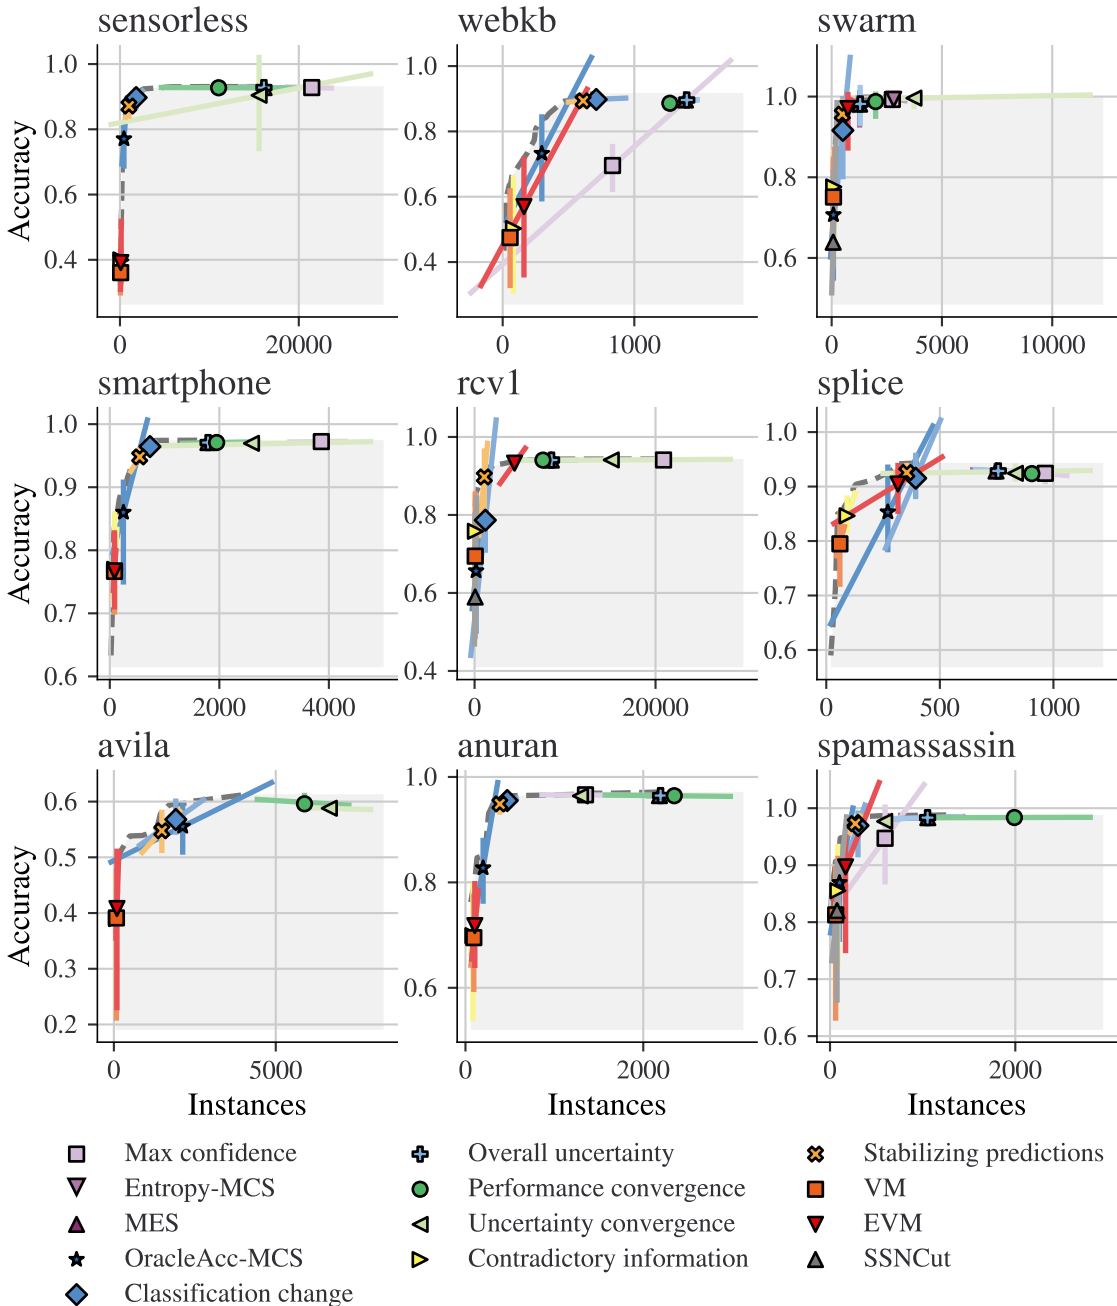 sensorless
webkb
swarm
Accuracy
1.0
0.8
0.6
0.4
0
20000
1.0
0.8
0.6
0.4
0
1000
1.0
0.8
0.6
0
5000
10000
smartphone
rcv1
splice
Accuracy
1.0
0.9
0.8
0.7
0.6
0
2000
4000
1.0
0.8
0.6
0.4
0
20000
1.0
0.9
0.8
0.7
0.6
0
500
1000
avila
anuran
spamassassin
Accuracy
0.6
0.5
0.4
0.3
0.2
0
5000
1.0
0.8
0.6
0
2000
1.0
0.9
0.8
0.7
0.6
0
2000
Instances
Instances
Instances
Max confidence
Entropy-MCS
MES
OracleAcc-MCS
Classification change
Overall uncertainty
Performance convergence
Uncertainty convergence
Contradictory information
Stabilizing predictions
VM
EVM
SSNCut